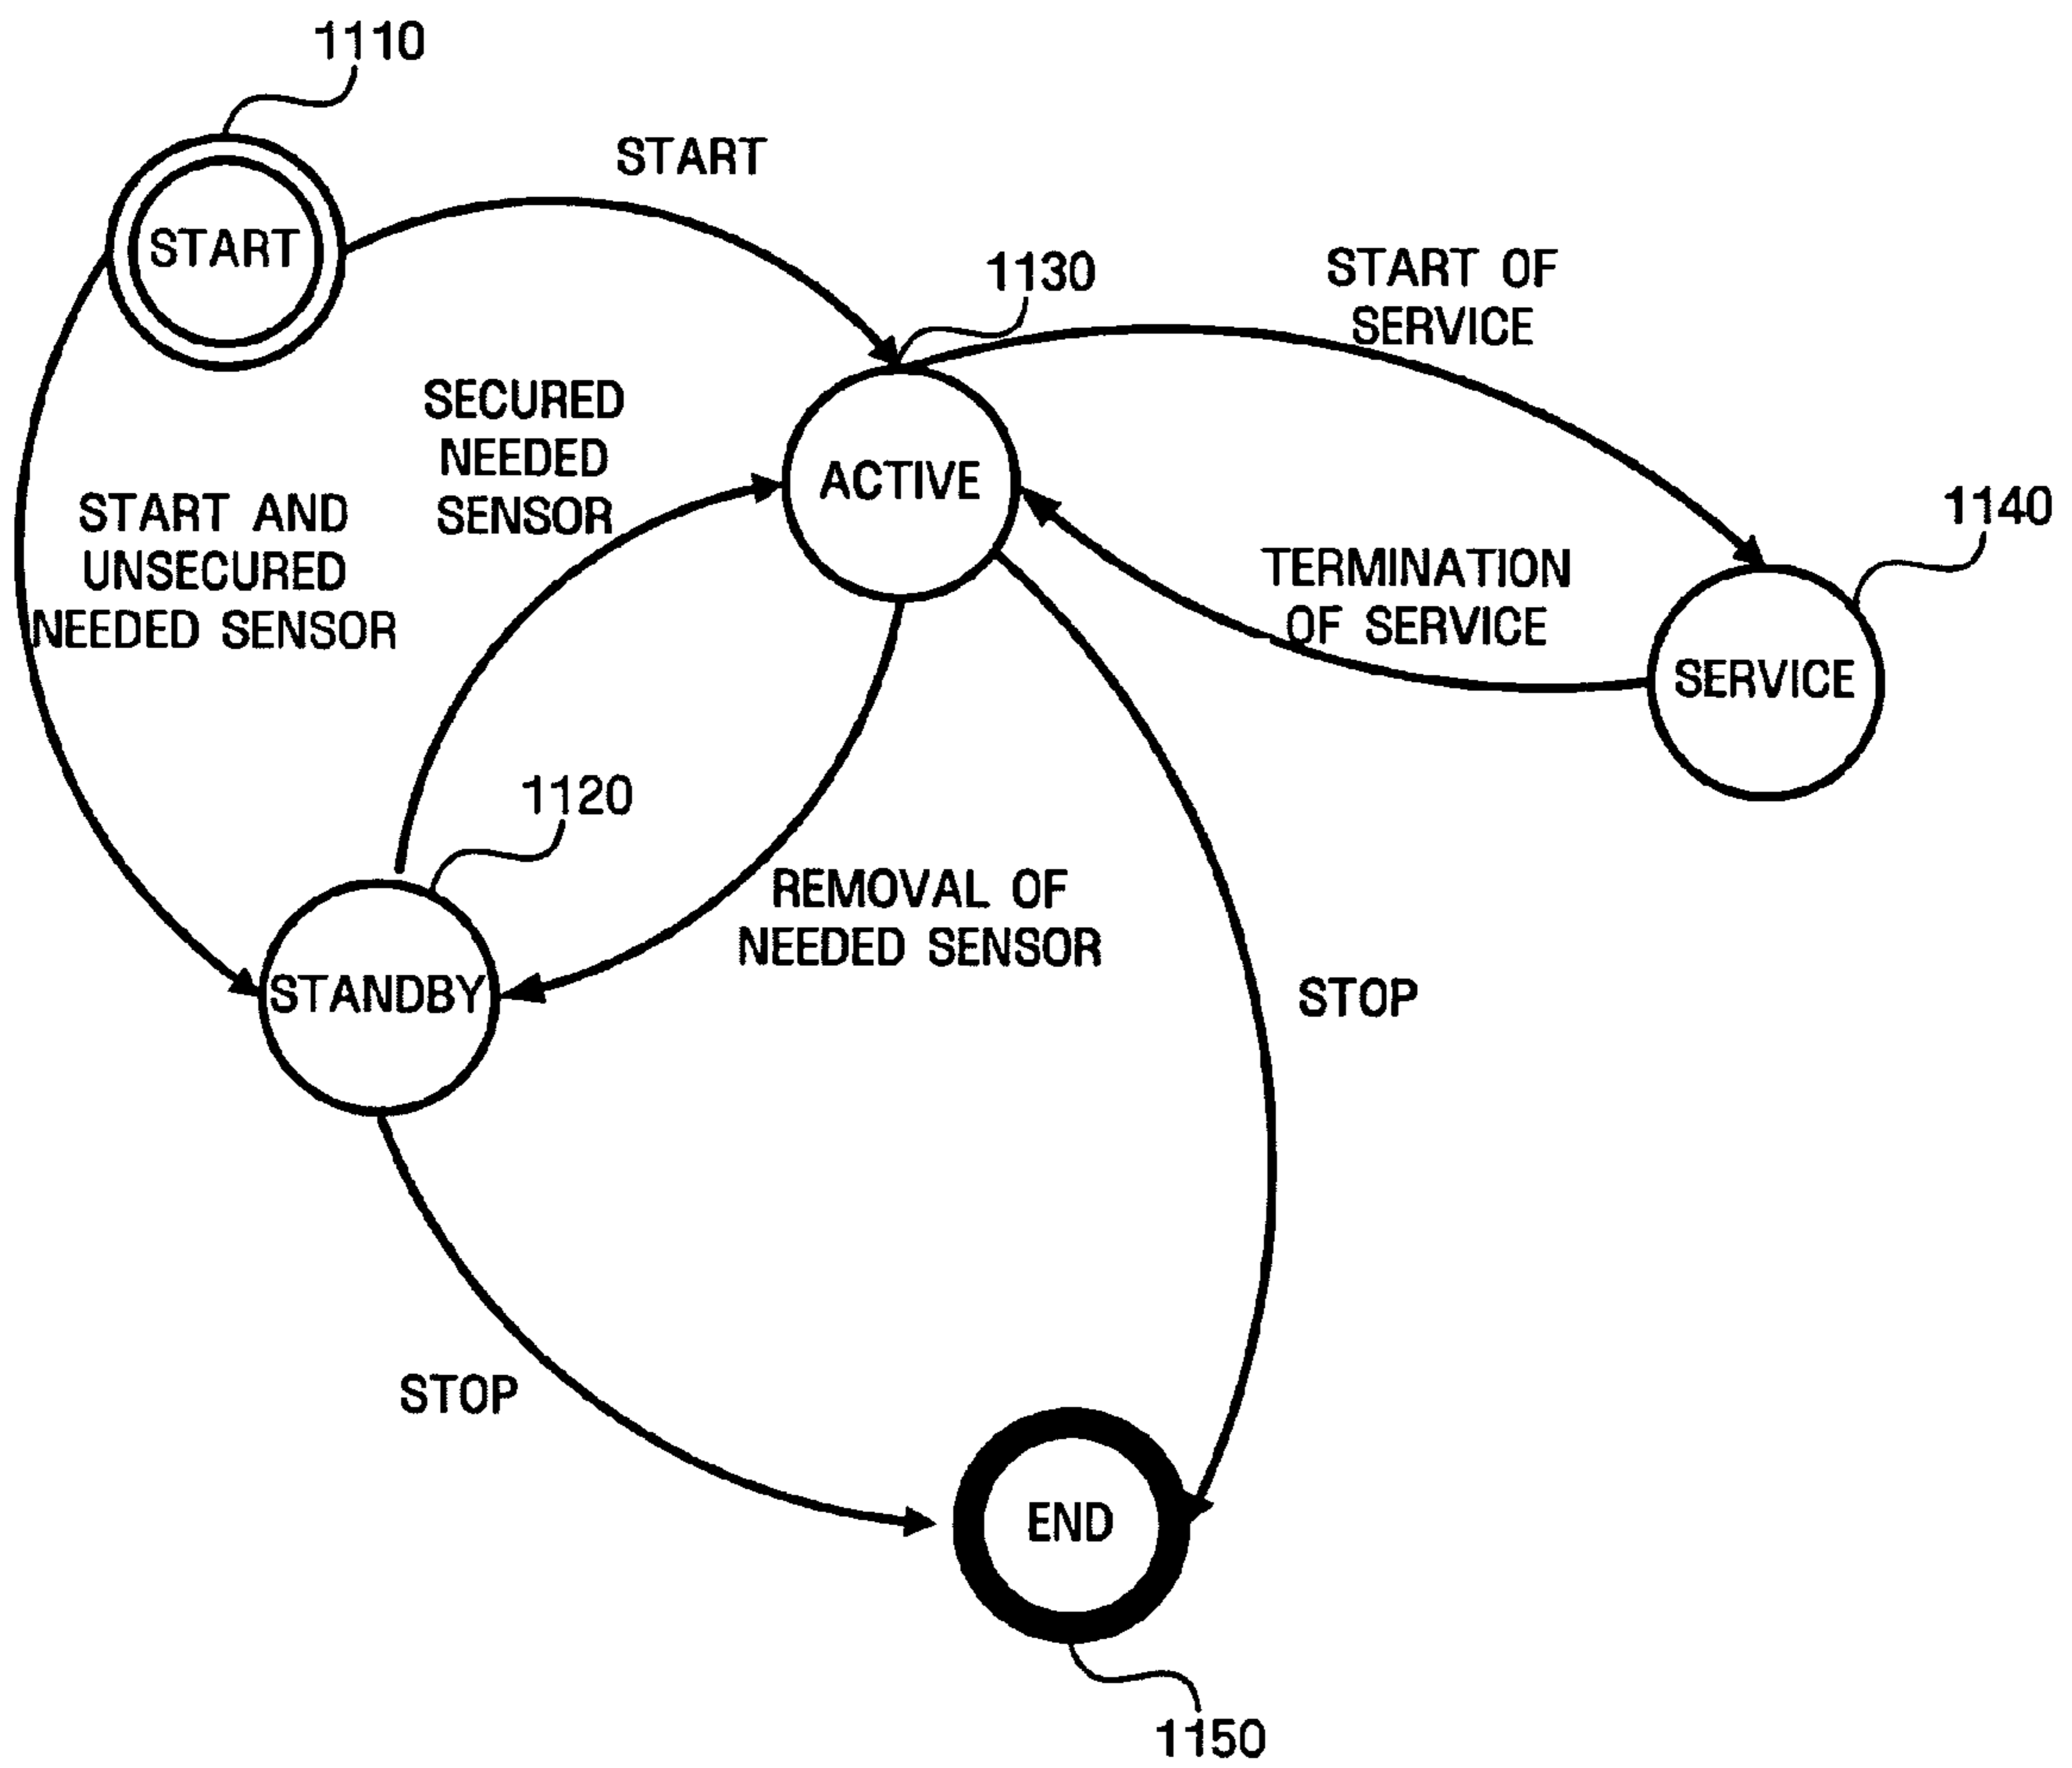 1110
START
START
1130
START OF
SERVICE
SECURED
NEEDED
SENSOR
ACTIVE
START AND
UNSECURED
NEEDED SENSOR
1140
TERMINATION
OF SERVICE
SERVICE
1120
REMOVAL OF
NEEDED SENSOR
STANDBY
STOP
STOP
END
1150